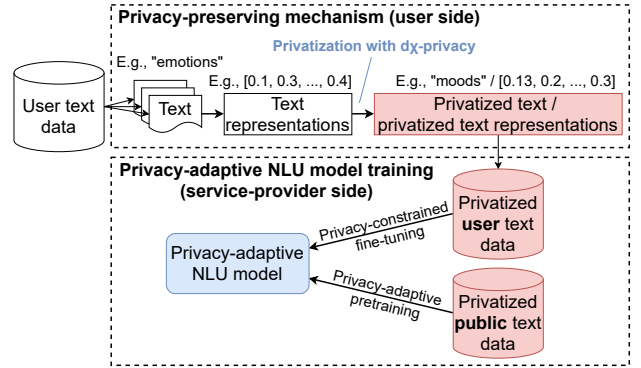 Privacy-preserving mechanism (user side)
E.g., "emotions"
Privatization with dχ-privacy
E.g., [0.1, 0.3, ..., 0.4]
E.g., "moods" / [0.13, 0.2, ..., 0.3]
User text
data
Text
Text
representations
Privatized text /
privatized text representations
Privacy-adaptive NLU model training
(service-provider side)
Privatized
user text
data
Privacy-constrained
fine-tuning
Privacy-adaptive
NLU model
Privacy-adaptive
pretraining
Privatized
public text
data